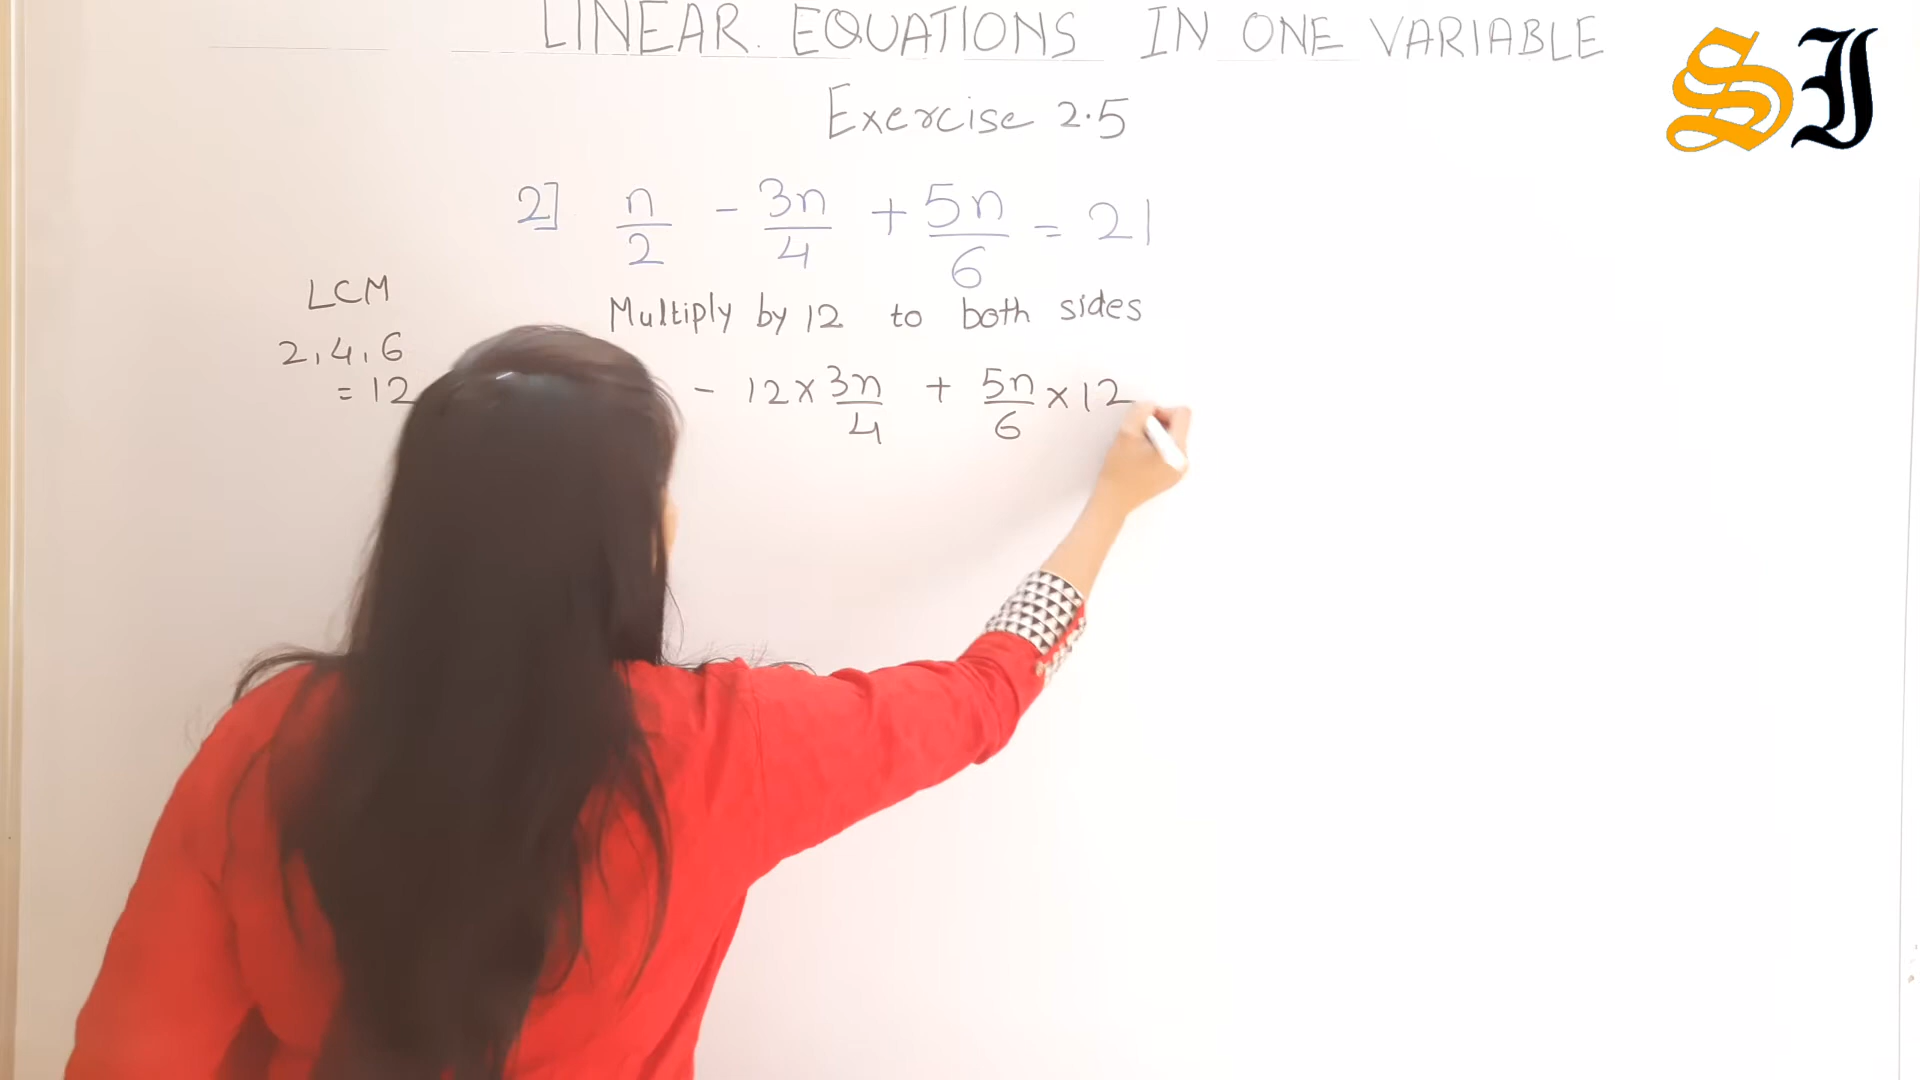 LINEAR EQUATIONS IN ONE VARIABLE
SI
Exercise 2.5
2] n/2 - 3n/4 + 5n/6 = 21
LCM
Multiply by 12 to both sides
2,4,6
= 12
- 12 × 3n/4 + 5n/6 × 12